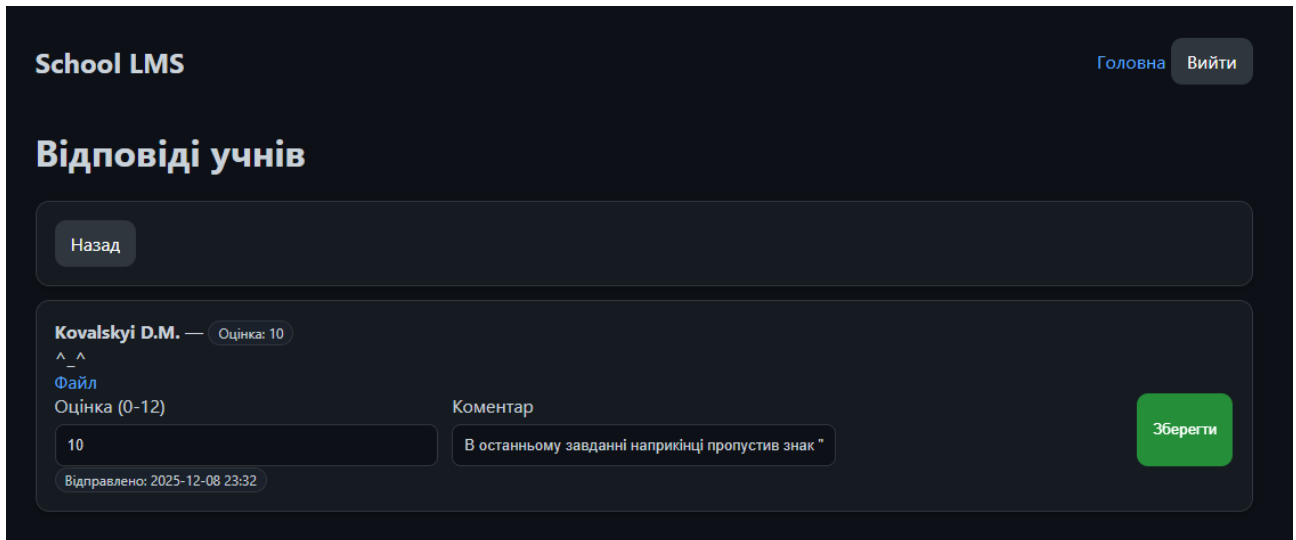 School LMS
Головна Вийти
Відповіді учнів
Назад
Kovalskyi D.M. — Оцінка: 10
^_^
Файл
Оцінка (0-12) Коментар
10 В останньому завданні наприкінці пропустив знак " Зберегти
Відправлено: 2025-12-08 23:32